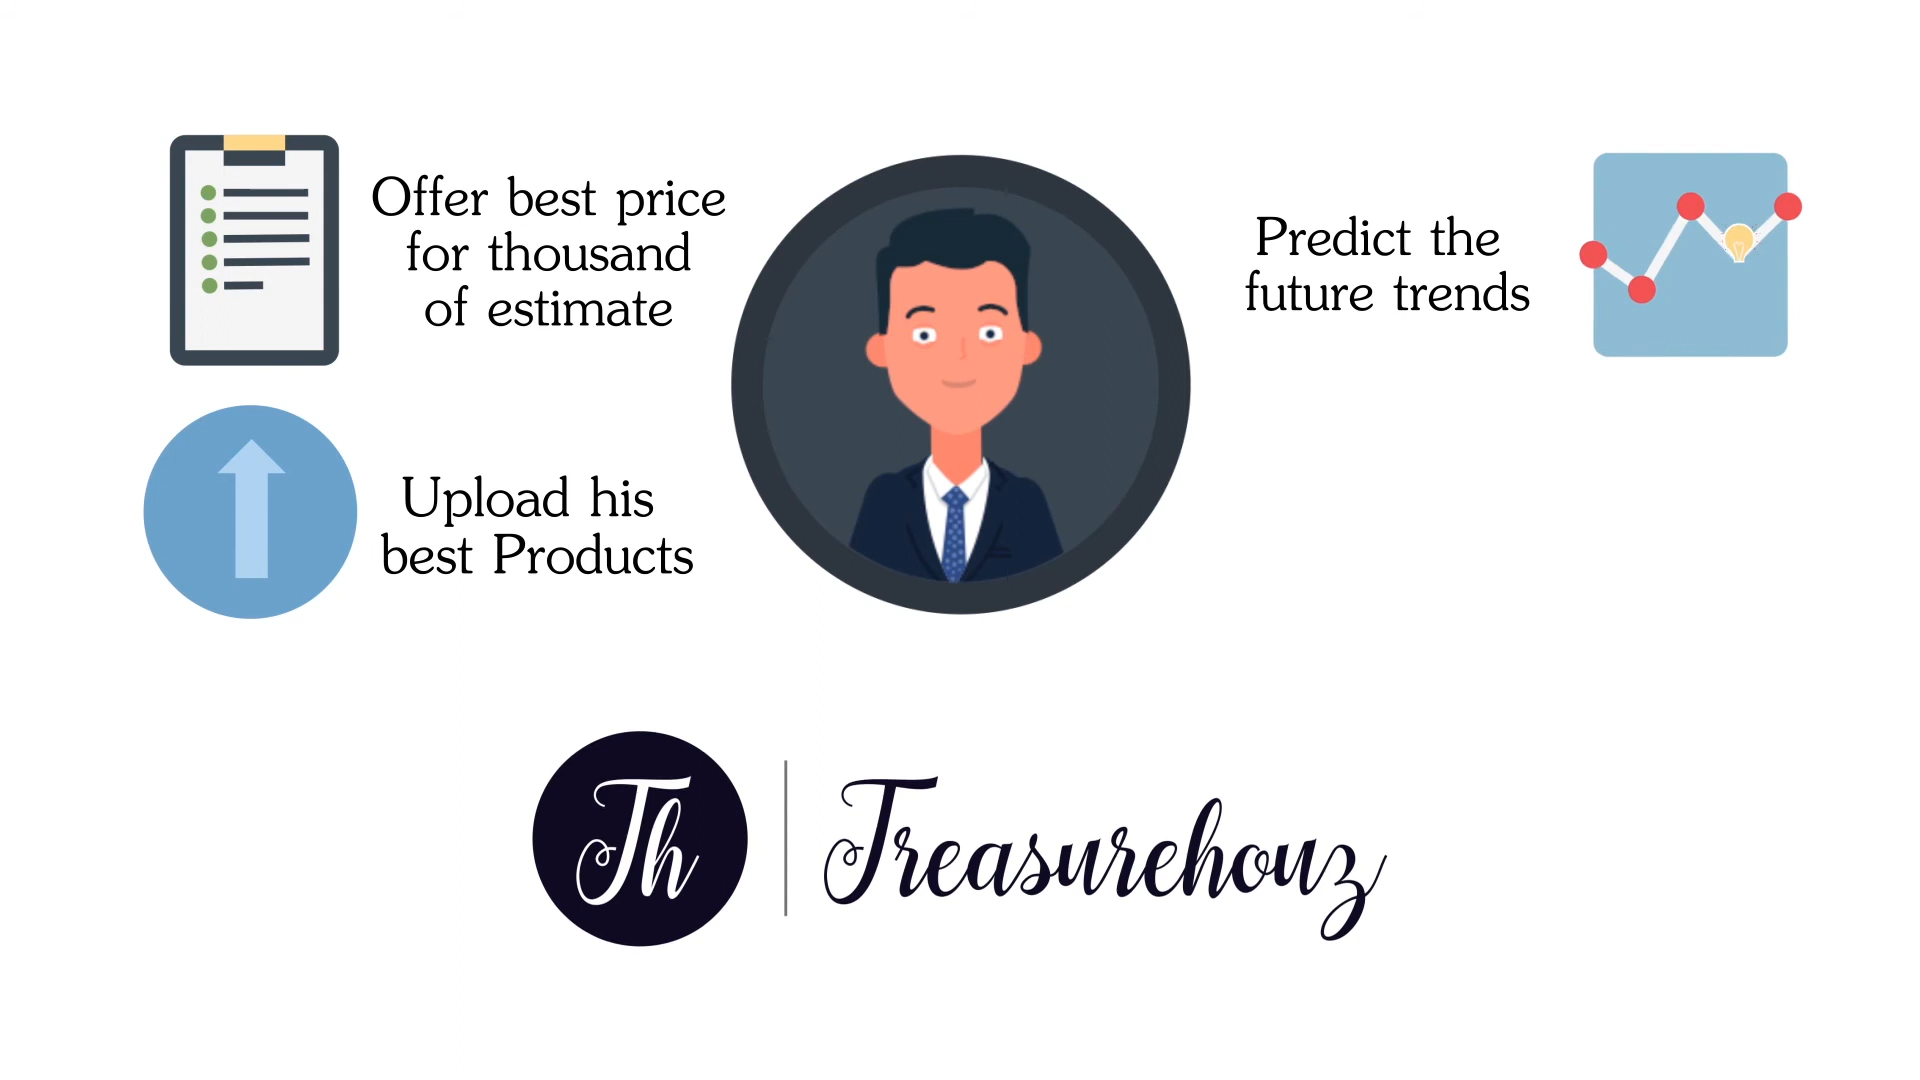 Offer best price
for thousand
of estimate
Upload his
best Products
Predict the
future trends
Th
Treasurehouz